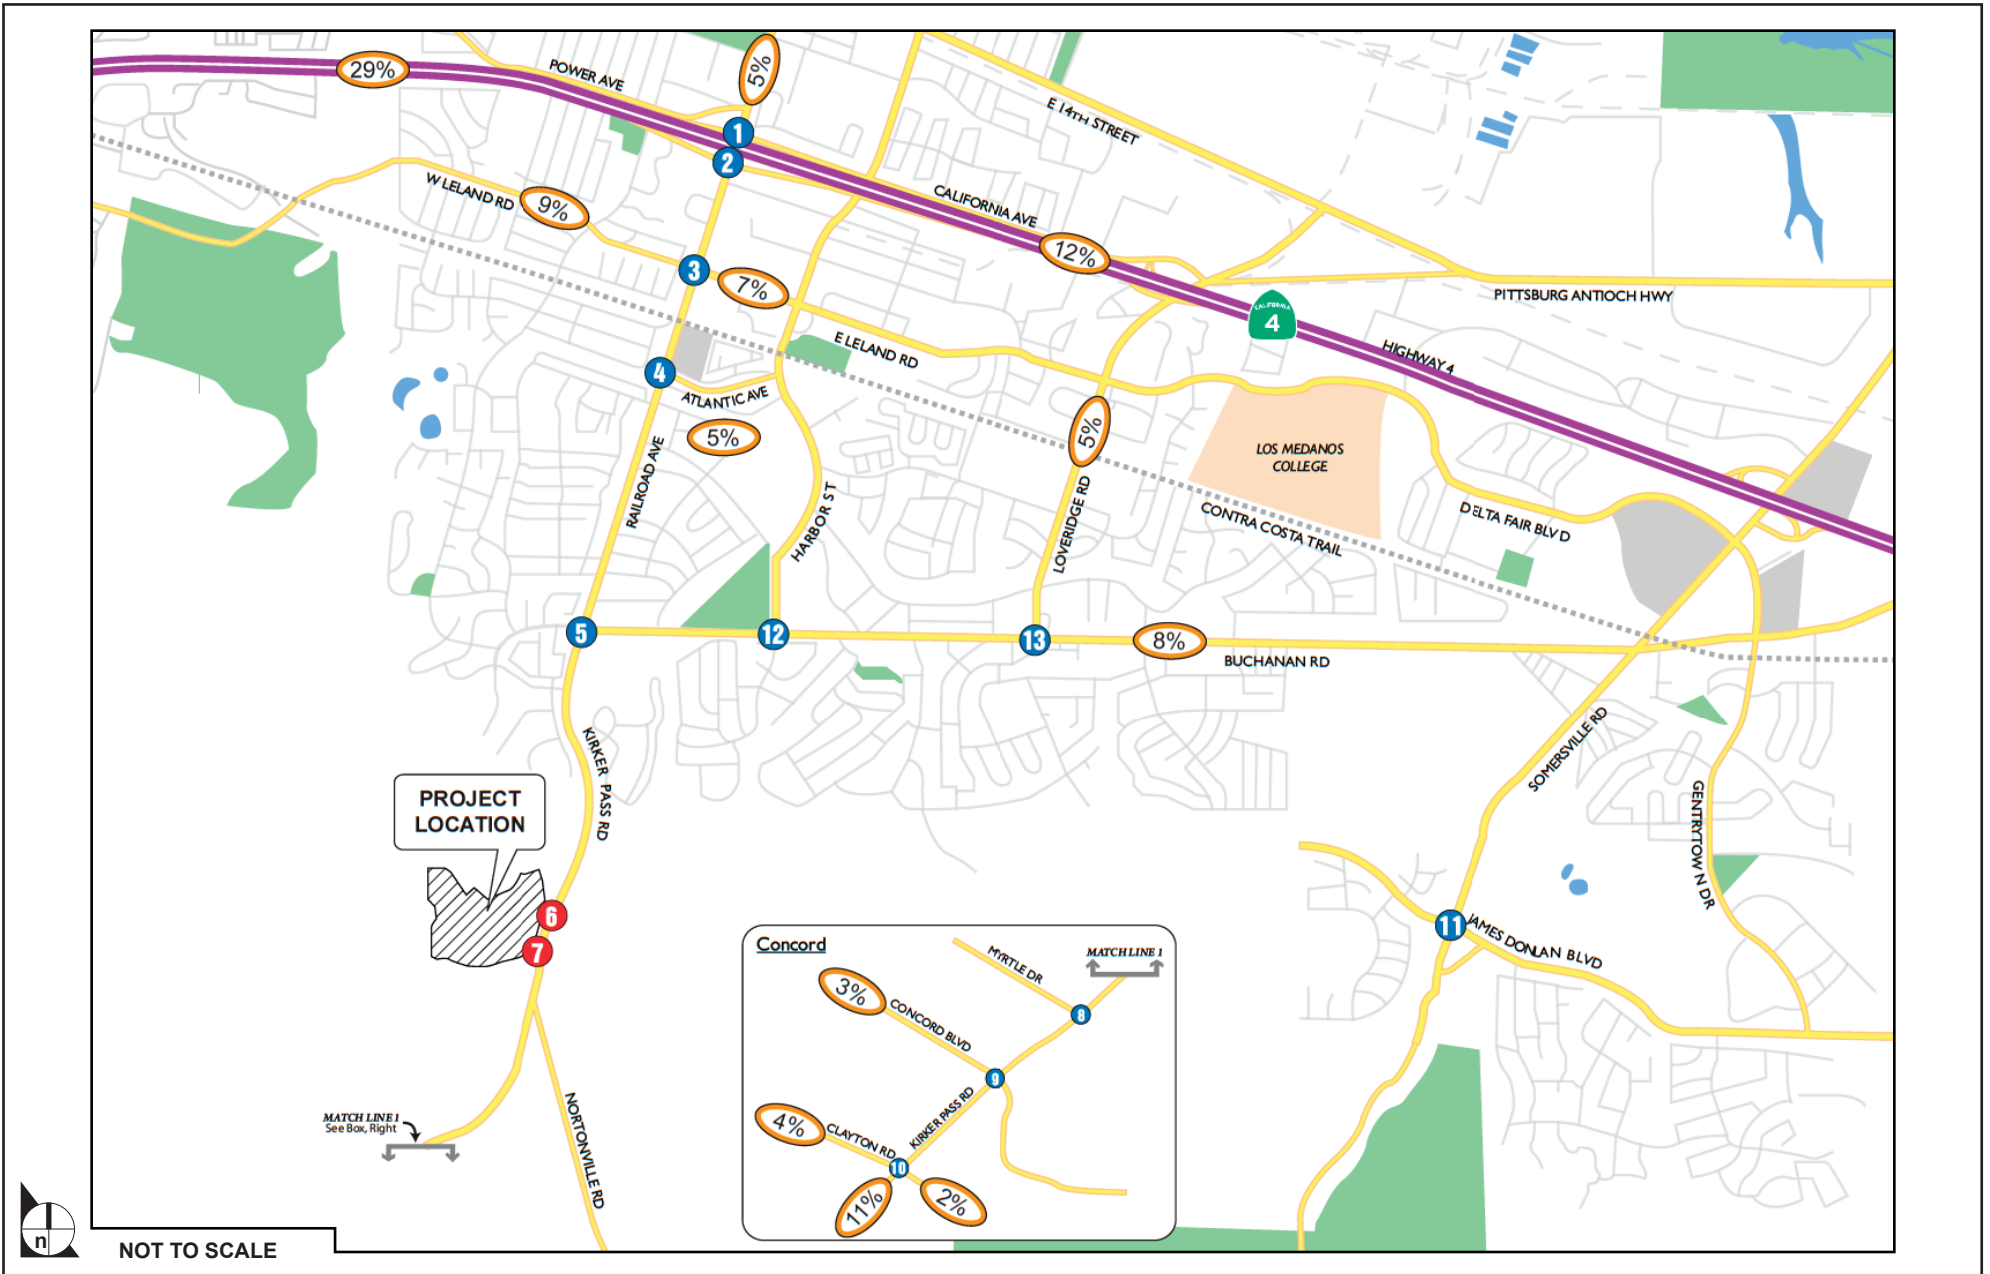 5%
29%
POWER AVE
1
2
E 14TH STREET
W LELAND RD
9%
CALIFORNIA AVE
12%
3
7%
CALIFORNIA
4
PITTSBURG ANTIOCH HWY
E LELAND RD
HIGHWAY 4
4
ATLANTIC AVE
5%
5%
LOS MEDANOS
COLLEGE
RAILROAD AVE
HARBOR ST
LOVERIDGE RD
CONTRA COSTA TRAIL
DELTA FAIR BLVD
5
12
13
8%
BUCHANAN RD
KIRKER PASS RD
SOMERSVILLE RD
GENTRYTOWN DR
PROJECT
LOCATION
6
7
11
JAMES DONLAN BLVD
Concord
MYRTLE DR
MATCH LINE 1
3%
CONCORD BLVD
8
9
4%
CLAYTON RD
KIRKER PASS RD
10
11%
2%
MATCH LINE 1
See Box, Right
NORTONVILLE RD
n
NOT TO SCALE